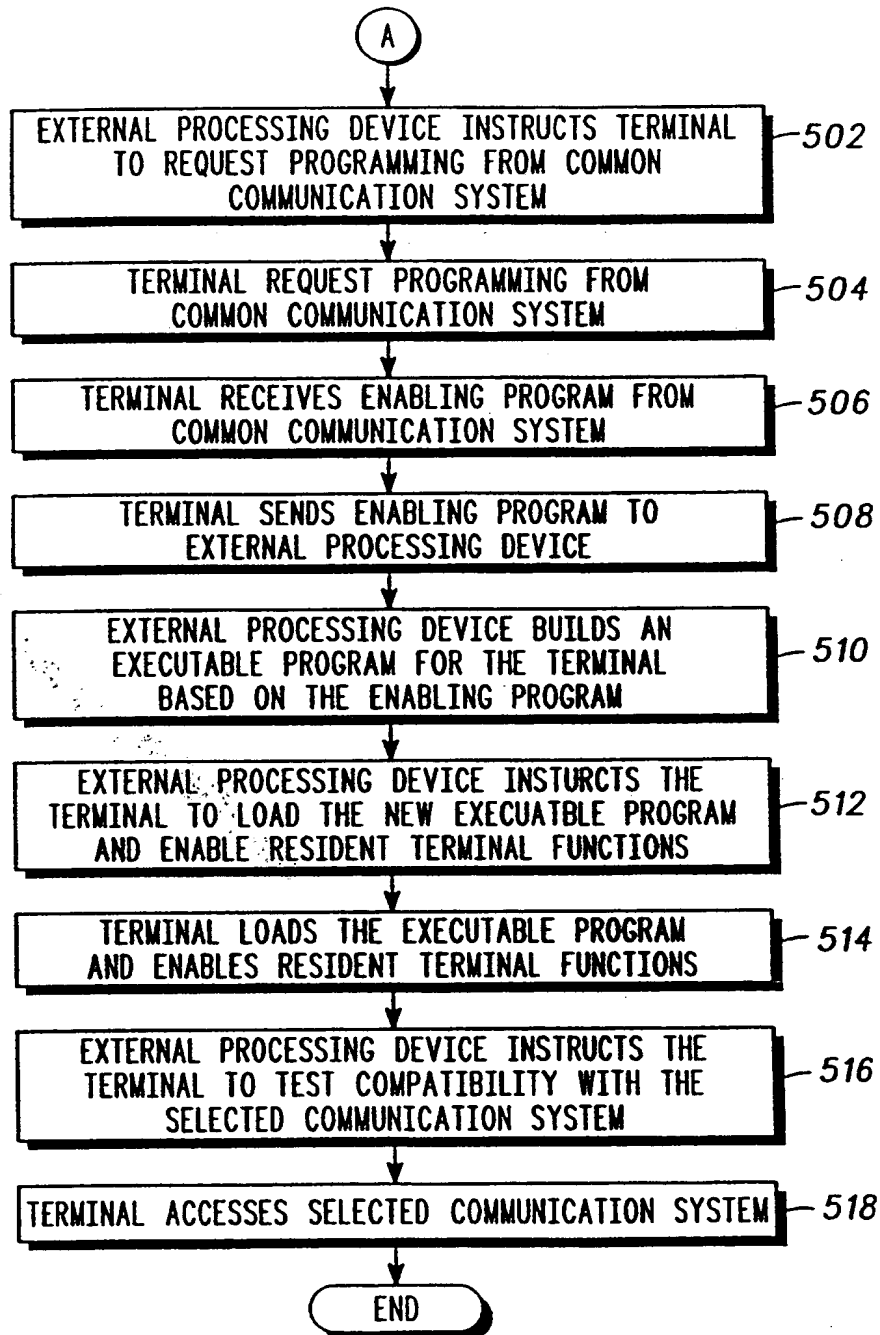 A
EXTERNAL PROCESSING DEVICE INSTRUCTS TERMINAL
TO REQUEST PROGRAMMING FROM COMMON
COMMUNICATION SYSTEM
502
TERMINAL REQUEST PROGRAMMING FROM
COMMON COMMUNICATION SYSTEM
504
TERMINAL RECEIVES ENABLING PROGRAM FROM
COMMON COMMUNICATION SYSTEM
506
TERMINAL SENDS ENABLING PROGRAM TO
EXTERNAL PROCESSING DEVICE
508
EXTERNAL PROCESSING DEVICE BUILDS AN
EXECUTABLE PROGRAM FOR THE TERMINAL
BASED ON THE ENABLING PROGRAM
510
EXTERNAL PROCESSING DEVICE INSTURCTS THE
TERMINAL TO LOAD THE NEW EXECUATBLE PROGRAM
AND ENABLE RESIDENT TERMINAL FUNCTIONS
512
TERMINAL LOADS THE EXECUTABLE PROGRAM
AND ENABLES RESIDENT TERMINAL FUNCTIONS
514
EXTERNAL PROCESSING DEVICE INSTRUCTS THE
TERMINAL TO TEST COMPATIBILITY WITH THE
SELECTED COMMUNICATION SYSTEM
516
TERMINAL ACCESSES SELECTED COMMUNICATION SYSTEM
518
END